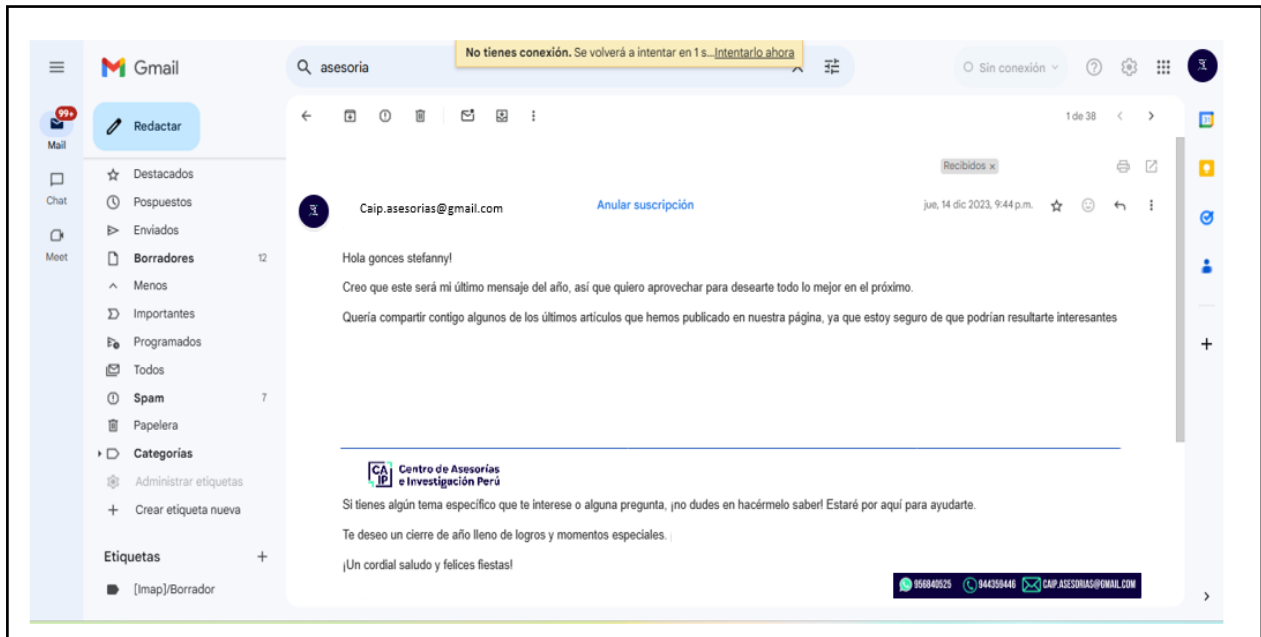 No tienes conexión. Se volverá a intentar en 1 s...Intentarlo ahora
Gmail
asesoria
Sin conexión
99+
Mail
Redactar
1 de 38
31
Chat
Destacados
Recibidos x
Pospuestos
Caip.asesorias@gmail.com
Anular suscripción
jue, 14 dic 2023, 9:44 p.m.
Enviados
Meet
Borradores 12
Hola gonces stefanny!
Menos
Creo que este será mi último mensaje del año, así que quiero aprovechar para desearte todo lo mejor en el próximo.
Importantes
Quería compartir contigo algunos de los últimos artículos que hemos publicado en nuestra página, ya que estoy seguro de que podrían resultarte interesantes
Programados
Todos
Spam 7
Papelera
Categorías
Administrar etiquetas
Crear etiqueta nueva
Etiquetas
[Imap]/Borrador
CA
IP
Centro de Asesorías
e Investigación Perú
Si tienes algún tema específico que te interese o alguna pregunta, ¡no dudes en hacérmelo saber! Estaré por aquí para ayudarte.
Te deseo un cierre de año lleno de logros y momentos especiales.
¡Un cordial saludo y felices fiestas!
956840525 944359446 CAIP.ASESORIAS@GMAIL.COM